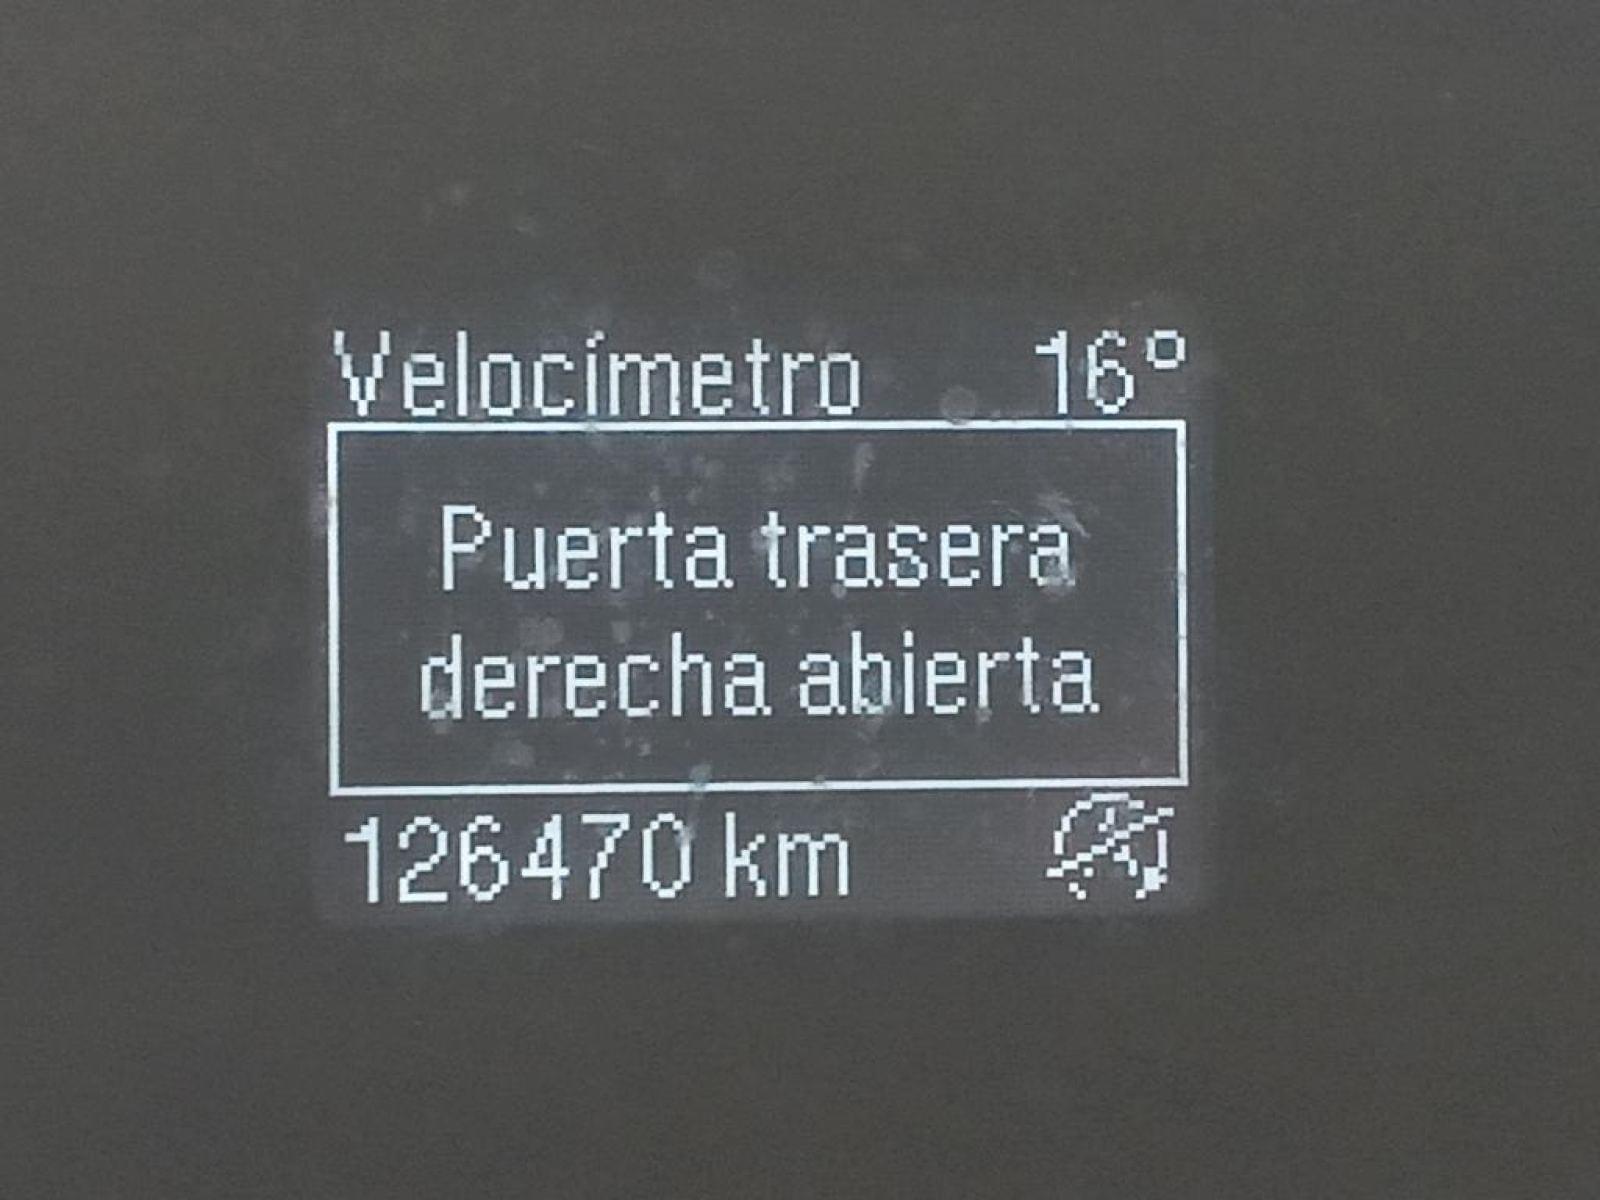 Velocímetro 16°
Puerta trasera
derecha abierta
126470 km